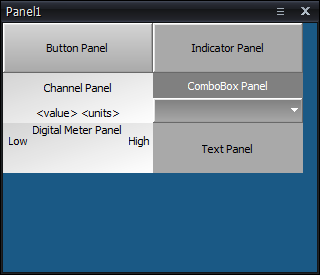 Panel1
Button Panel
Indicator Panel
Channel Panel
<value> <units>
ComboBox Panel
Digital Meter Panel
Low
High
Text Panel